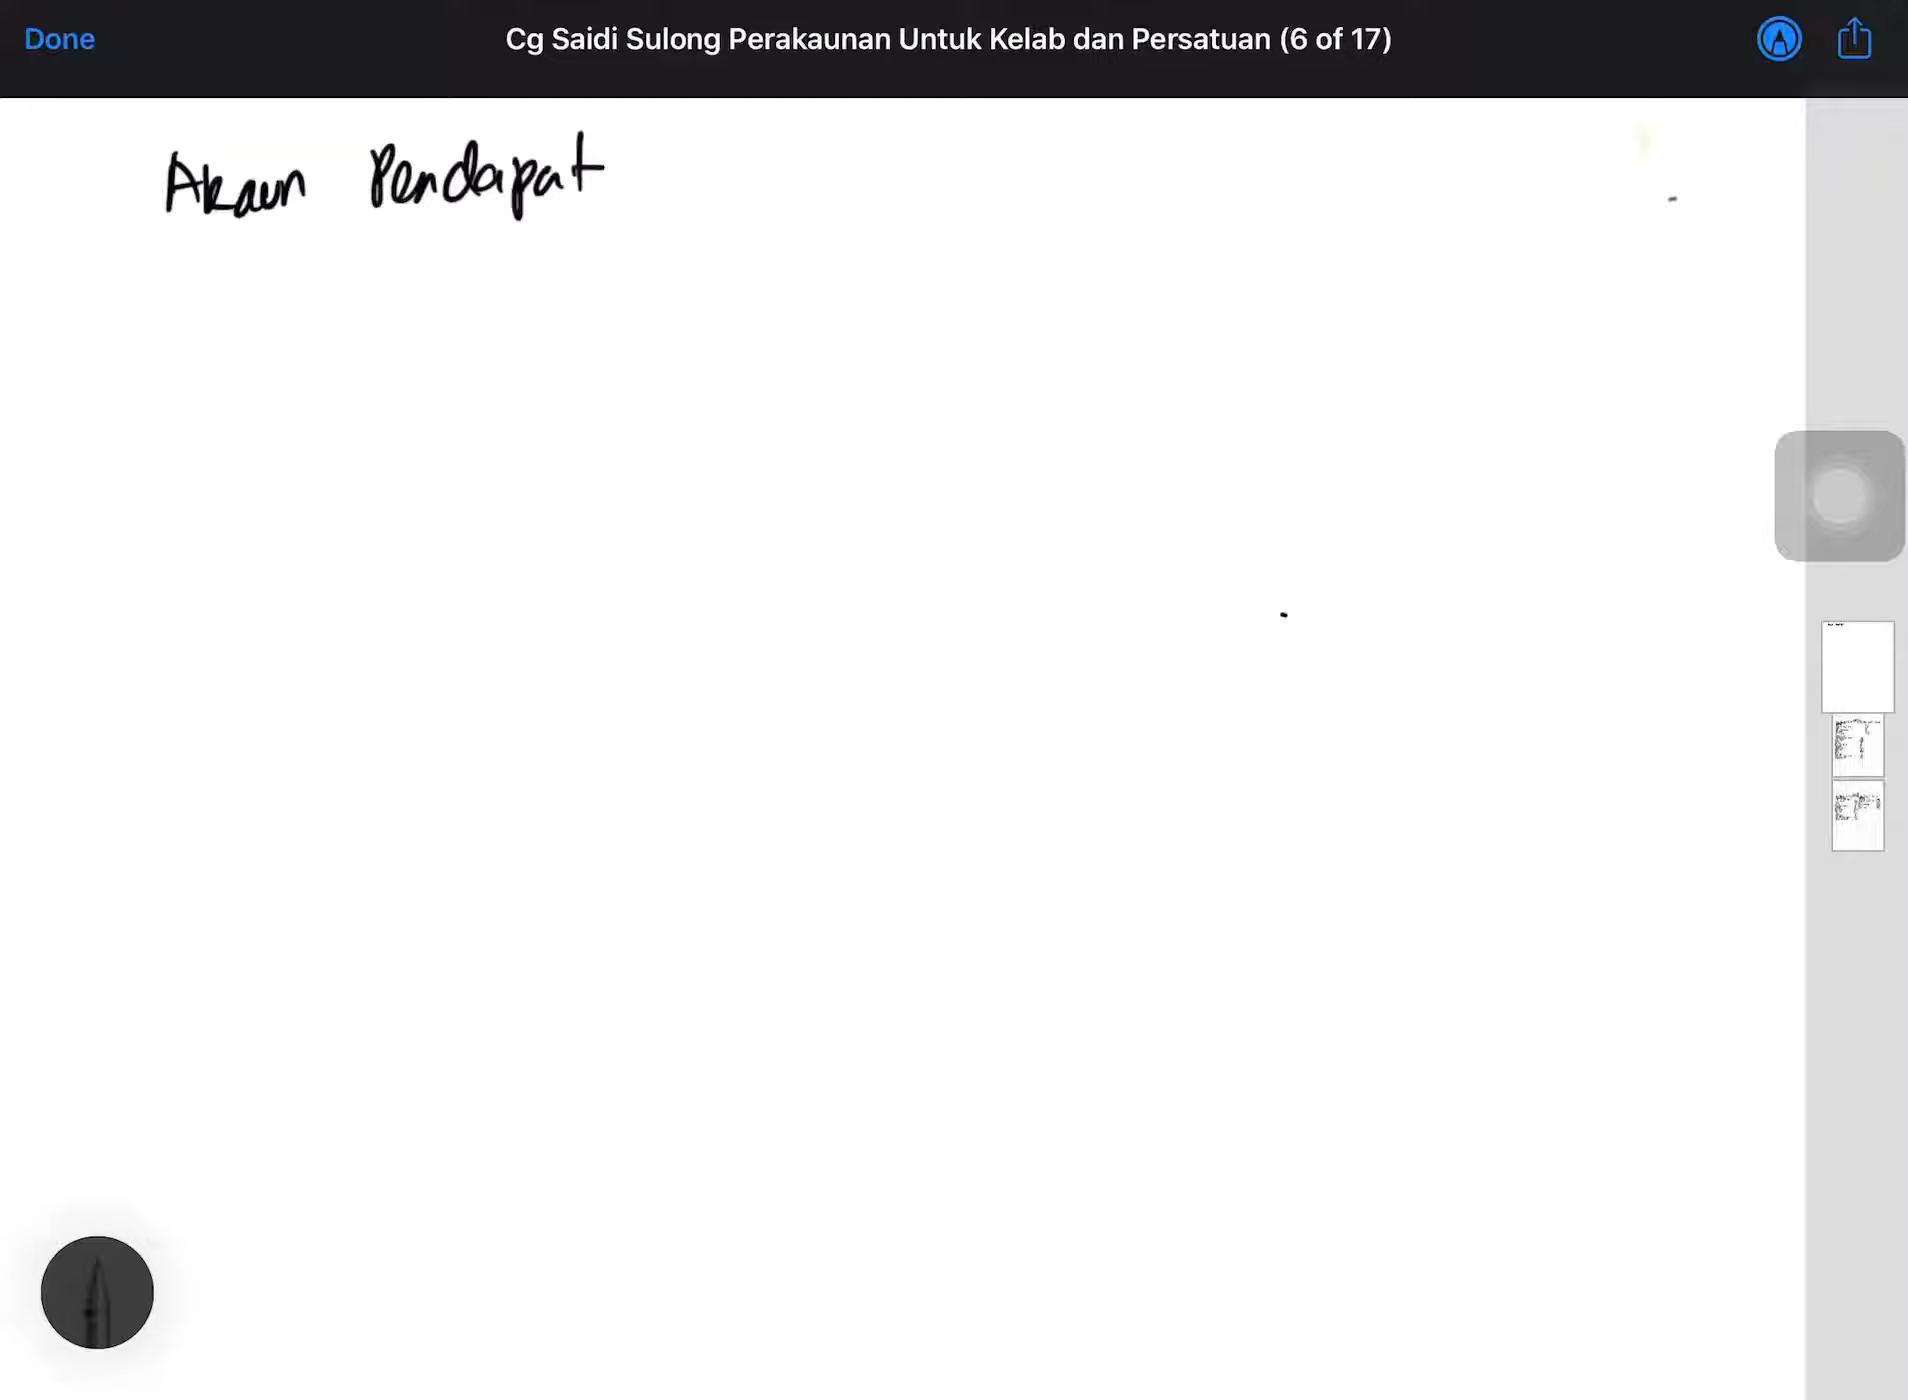 Done
Cg Saidi Sulong Perakaunan Untuk Kelab dan Persatuan (6 of 17)
Akaun Pendapat